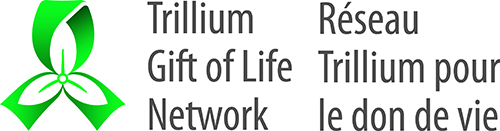 Trillium
Gift of Life
Network
Réseau
Trillium pour
le don de vie